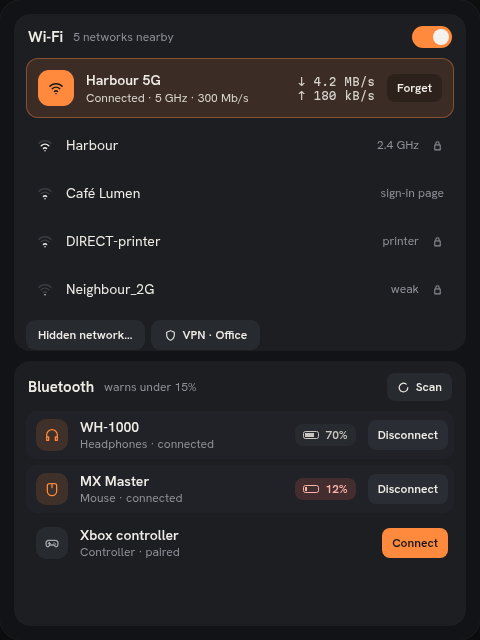 Wi-Fi 5 networks nearby
Harbour 5G
Connected · 5 GHz · 300 Mb/s
↓ 4.2 MB/s
↑ 180 kB/s
Forget
Harbour 2.4 GHz
Café Lumen sign-in page
DIRECT-printer printer
Neighbour_2G weak
Hidden network... VPN · Office
Bluetooth warns under 15% Scan
WH-1000
Headphones · connected
70% Disconnect
MX Master
Mouse · connected
12% Disconnect
Xbox controller
Controller · paired
Connect